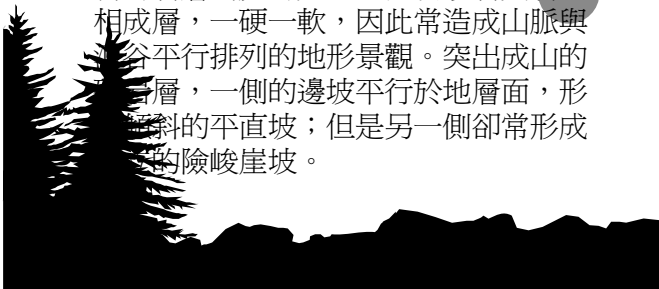 相成層，一硬一軟，因此常造成山脈與
谷平行排列的地形景觀。突出成山的
層，一側的邊坡平行於地層面，形
斜的平直坡；但是另一側卻常形成
的險峻崖坡。